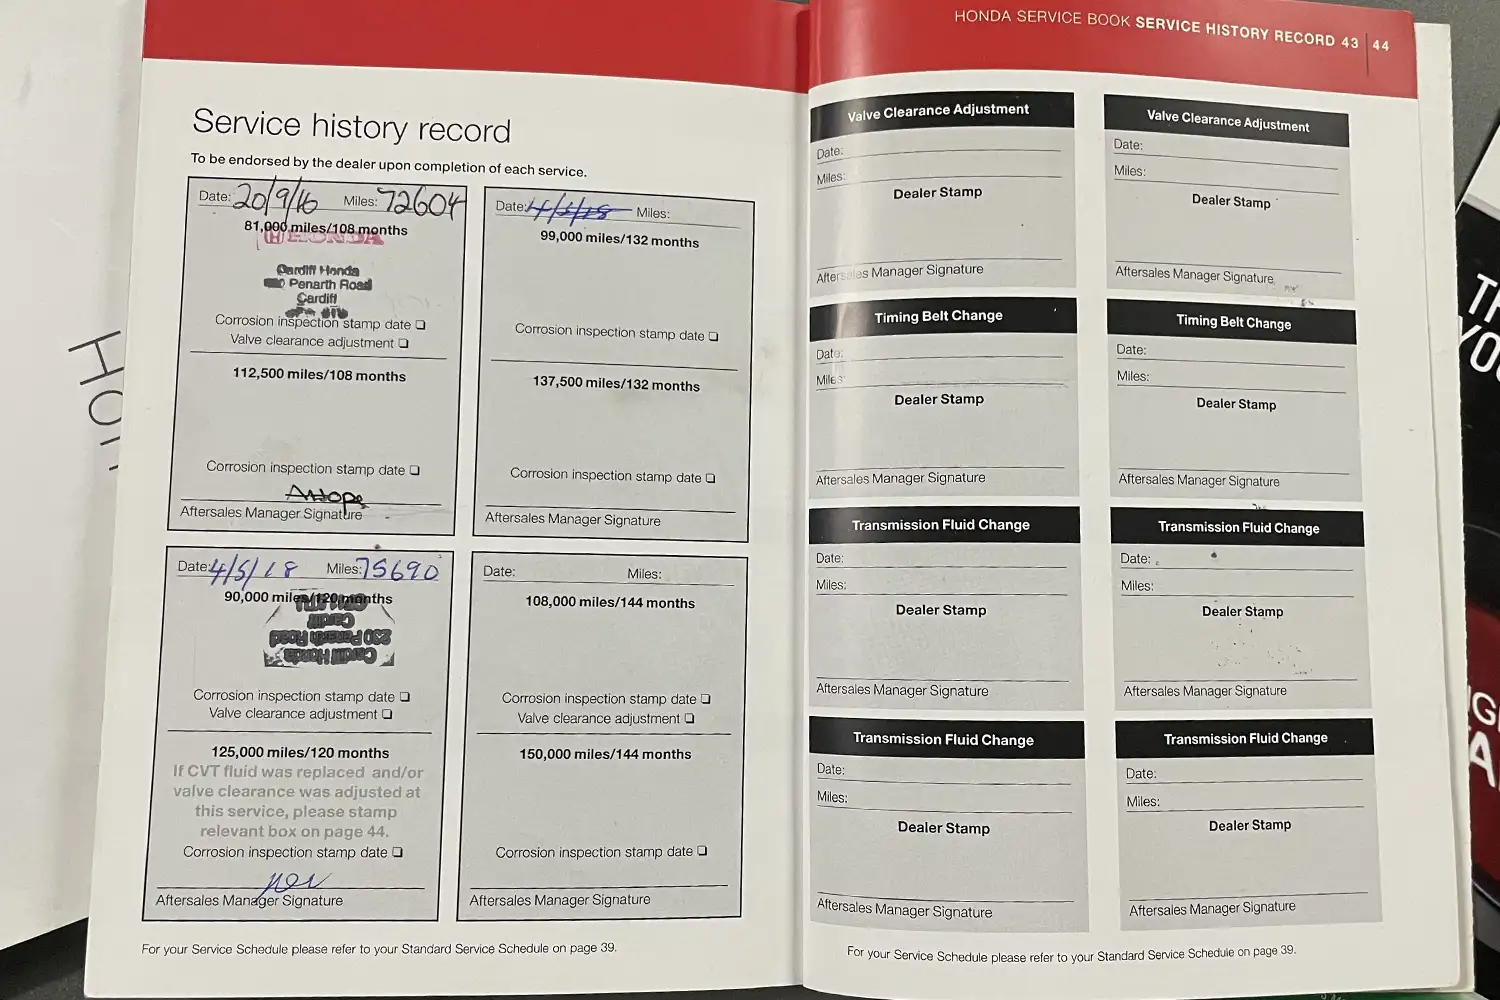 HONDA SERVICE BOOK SERVICE HISTORY RECORD 43 44
Service history record
To be endorsed by the dealer upon completion of each service.
Date: 20/9/16 Miles: 72604
81,000 miles/108 months
HONDA
Cardiff Honda
Penarth Road
Cardiff
Corrosion inspection stamp date
Valve clearance adjustment
112,500 miles/108 months
Corrosion inspection stamp date
Aftersales Manager Signature
Date: Miles:
99,000 miles/132 months
Corrosion inspection stamp date
137,500 miles/132 months
Corrosion inspection stamp date
Aftersales Manager Signature
Date: 4/5/18 Miles: 75690
90,000 miles/120 months
Cardiff Honda
230 Penarth Road
Cardiff
Corrosion inspection stamp date
Valve clearance adjustment
125,000 miles/120 months
If CVT fluid was replaced and/or
valve clearance was adjusted at
this service, please stamp
relevant box on page 44.
Corrosion inspection stamp date
Aftersales Manager Signature
Date: Miles:
108,000 miles/144 months
Corrosion inspection stamp date
Valve clearance adjustment
150,000 miles/144 months
Corrosion inspection stamp date
Aftersales Manager Signature
For your Service Schedule please refer to your Standard Service Schedule on page 39.
Valve Clearance Adjustment
Date:
Miles:
Dealer Stamp
Aftersales Manager Signature
Valve Clearance Adjustment
Date:
Miles:
Dealer Stamp
Aftersales Manager Signature
Timing Belt Change
Date:
Miles:
Dealer Stamp
Aftersales Manager Signature
Timing Belt Change
Date:
Miles:
Dealer Stamp
Aftersales Manager Signature
Transmission Fluid Change
Date:
Miles:
Dealer Stamp
Aftersales Manager Signature
Transmission Fluid Change
Date:
Miles:
Dealer Stamp
Aftersales Manager Signature
Transmission Fluid Change
Date:
Miles:
Dealer Stamp
Aftersales Manager Signature
Transmission Fluid Change
Date:
Miles:
Dealer Stamp
Aftersales Manager Signature
For your Service Schedule please refer to your Standard Service Schedule on page 39.